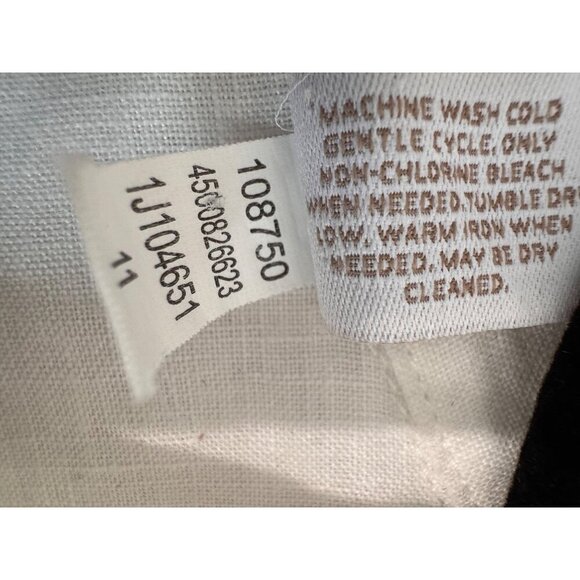 108750
4500826623
1J104651
11
MACHINE WASH COLD
GENTLE CYCLE. ONLY
NON-CHLORINE BLEACH
WHEN NEEDED. TUMBLE DR
LOW. WARM IRON WHEN
NEEDED. MAY BE DRY
CLEANED.